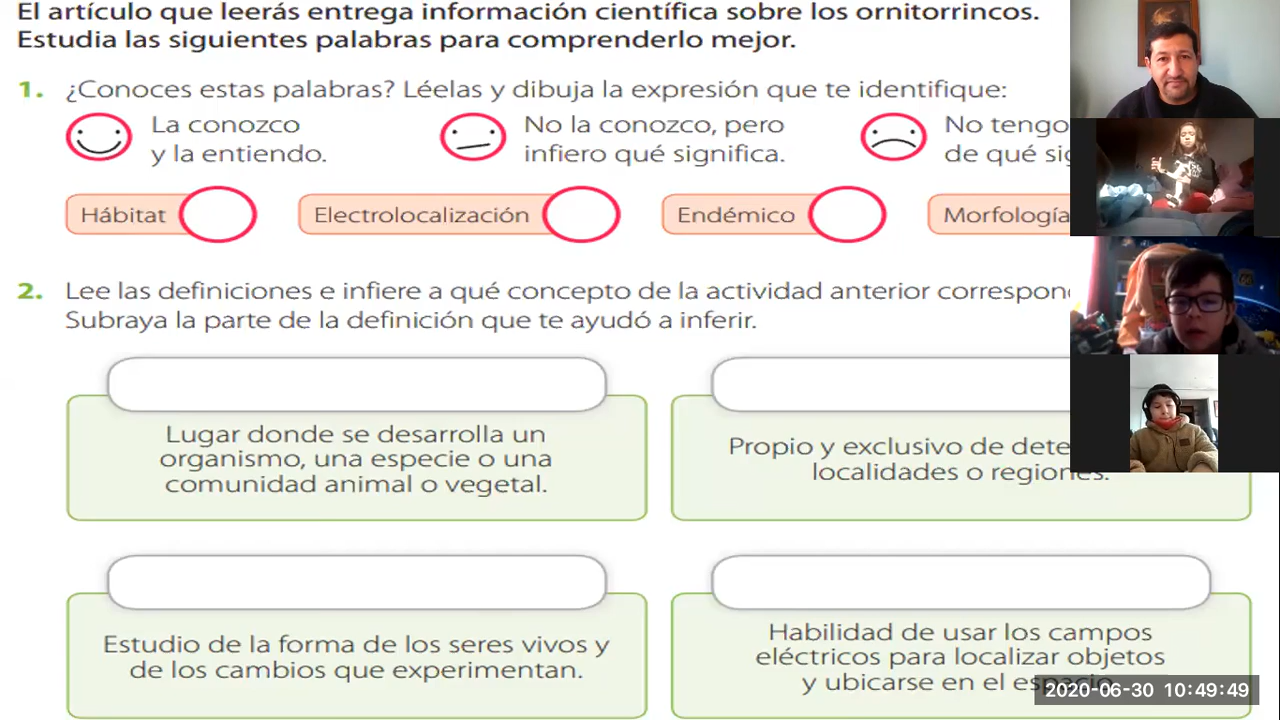 El artículo que leerás entrega información científica sobre los ornitorrincos.
Estudia las siguientes palabras para comprenderlo mejor.
1. ¿Conoces estas palabras? Léelas y dibuja la expresión que te identifique:
La conozco
y la entiendo.
No la conozco, pero
infiero qué significa.
No tengo
de qué
Hábitat
Electrolocalización
Endémico
Morfología
2. Lee las definiciones e infiere a qué concepto de la actividad anterior
Subraya la parte de la definición que te ayudó a inferir.
Lugar donde se desarrolla un
organismo, una especie o una
comunidad animal o vegetal.
Propio y exclusivo de
localidades o regiones.
Estudio de la forma de los seres vivos y
de los cambios que experimentan.
Habilidad de usar los campos
eléctricos para localizar objetos
y ubicarse en el espacio.
2020-06-30 10:49:49